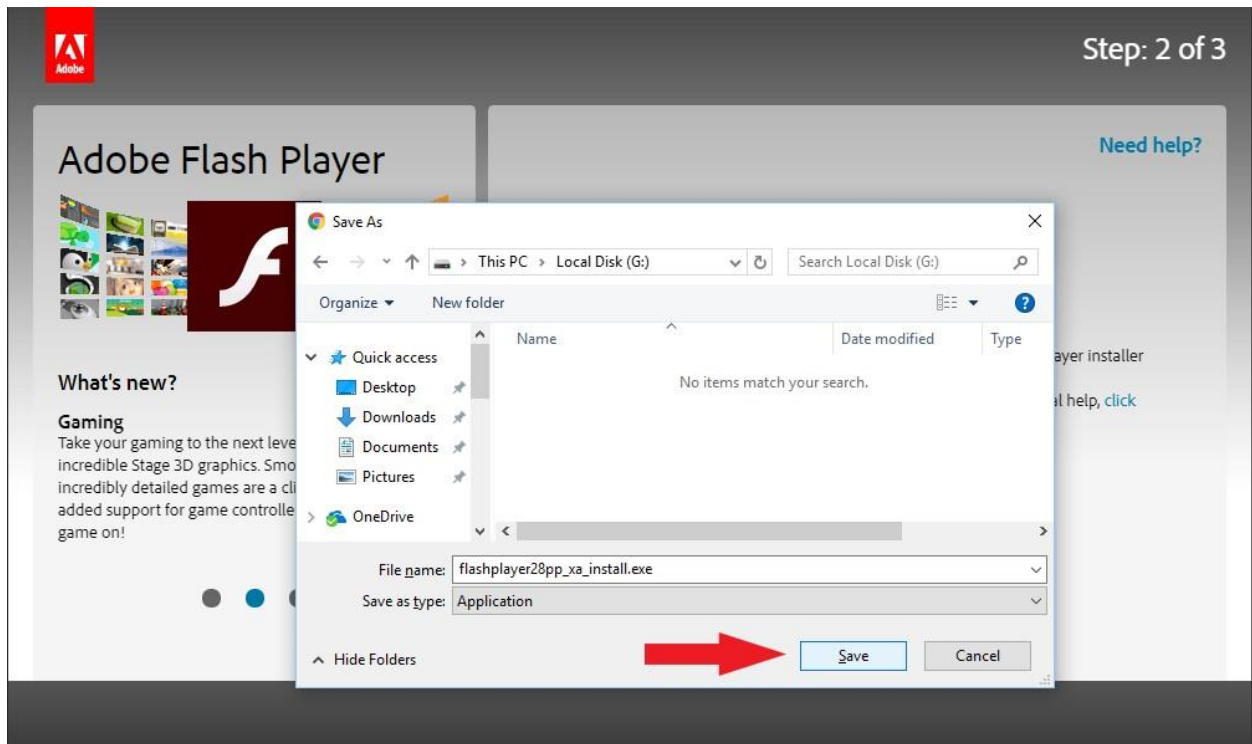 Adobe
Step: 2 of 3
Adobe Flash Player
Need help?
What's new?
Gaming
Take your gaming to the next leve
incredible Stage 3D graphics. Smo
incredibly detailed games are a cli
added support for game controlle
game on!
ayer installer
al help, click
Save As
This PC > Local Disk (G:)
Search Local Disk (G:)
Organize
New folder
Name
Date modified
Type
Quick access
Desktop
Downloads
Documents
Pictures
OneDrive
No items match your search.
File name: flashplayer28pp_xa_install.exe
Save as type: Application
Hide Folders
Save
Cancel